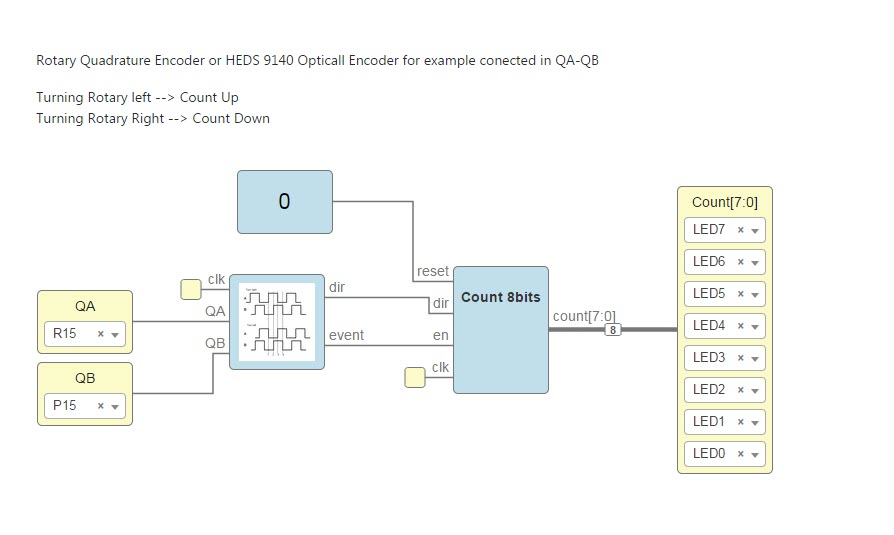 Rotary Quadrature Encoder or HEDS 9140 Opticall Encoder for example conected in QA-QB
Turning Rotary left --> Count Up
Turning Rotary Right --> Count Down
0
Count[7:0]
LED7 × ▾
LED6 × ▾
LED5 × ▾
LED4 × ▾
LED3 × ▾
LED2 × ▾
LED1 × ▾
LED0 × ▾
reset
clk
dir
QA
QA
R15 × ▾
dir
Count 8bits
count[7:0]
8
event
en
QB
clk
QB
P15 × ▾